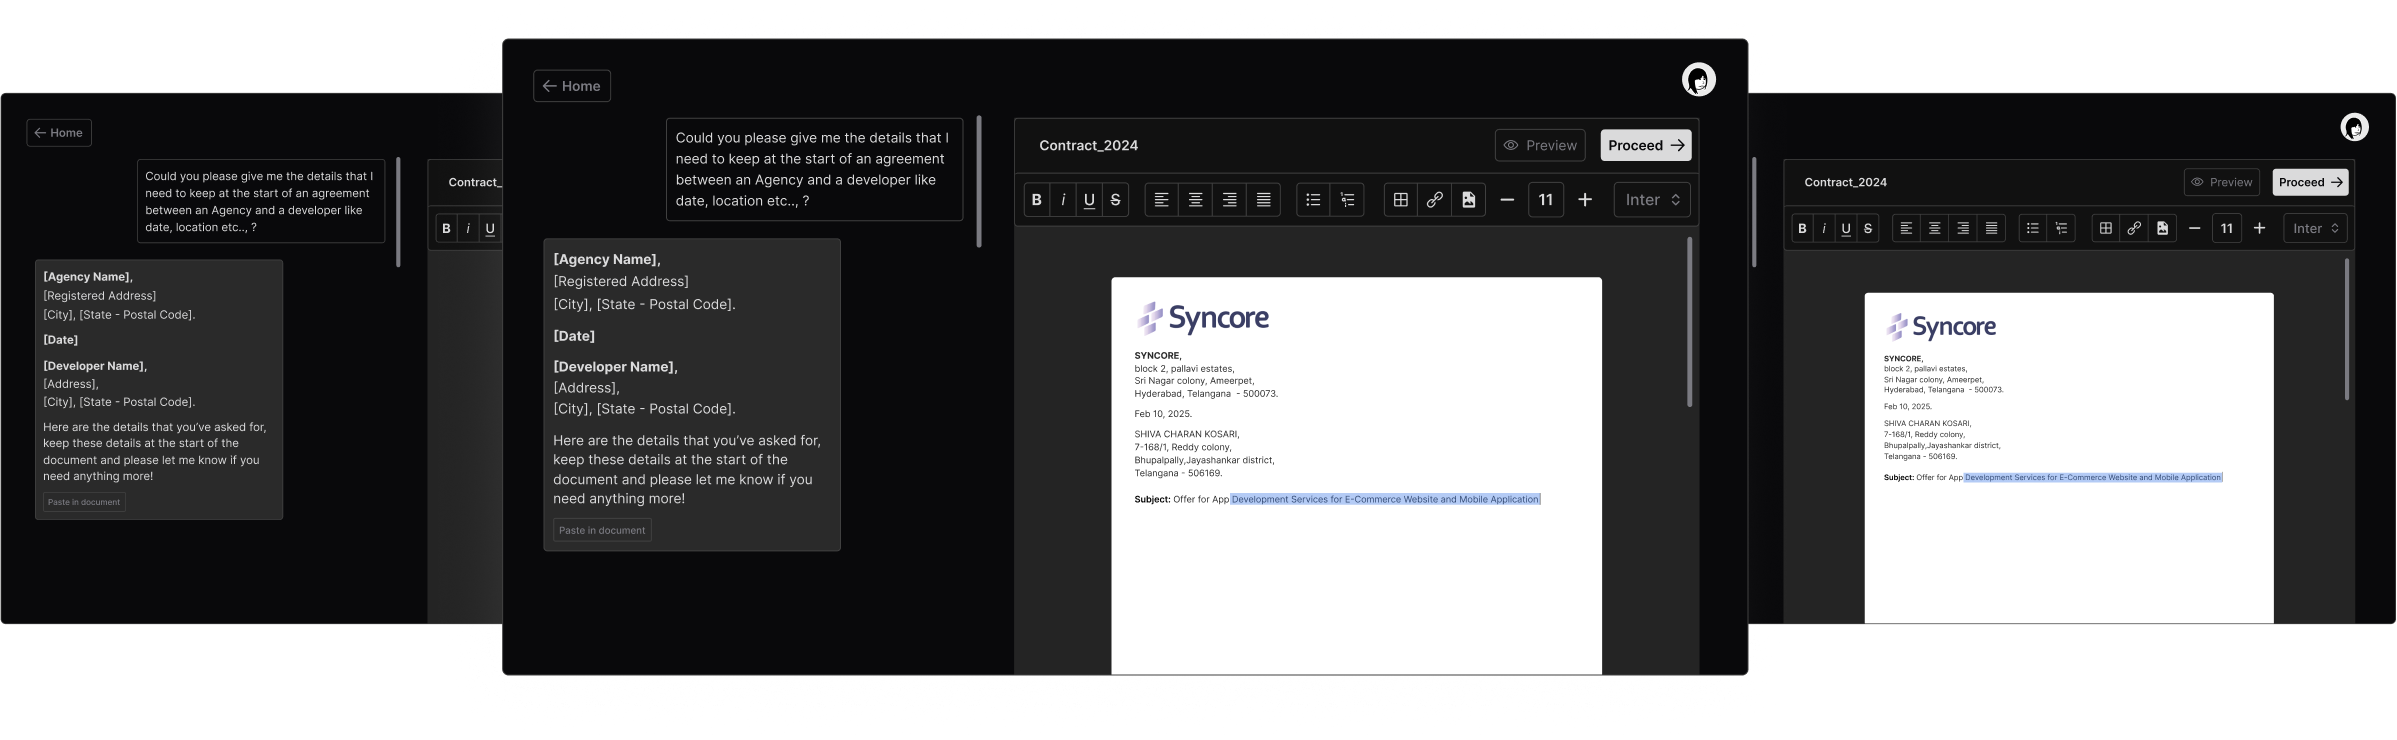 Home
Could you please give me the details that I
need to keep at the start of an agreement
between an Agency and a developer like
date, location etc.., ?
[Agency Name],
[Registered Address]
[City], [State - Postal Code].
[Date]
[Developer Name],
[Address],
[City], [State - Postal Code].
Here are the details that you've asked for,
keep these details at the start of the
document and please let me know if you
need anything more!
Paste in document
Contract_
B i U
Home
Could you please give me the details that I
need to keep at the start of an agreement
between an Agency and a developer like
date, location etc.., ?
[Agency Name],
[Registered Address]
[City], [State - Postal Code].
[Date]
[Developer Name],
[Address],
[City], [State - Postal Code].
Here are the details that you've asked for,
keep these details at the start of the
document and please let me know if you
need anything more!
Paste in document
Contract_2024 Preview Proceed
B i U S 11 Inter
Syncore
SYNCORE,
block 2, pallavi estates,
Sri Nagar colony, Ameerpet,
Hyderabad, Telangana - 500073.
Feb 10, 2025.
SHIVA CHARAN KOSARI,
7-168/1, Reddy colony,
Bhupalpally,Jayashankar district,
Telangana - 506169.
Subject: Offer for App Development Services for E-Commerce Website and Mobile Application
Contract_2024 Preview Proceed
B i U S 11 Inter
Syncore
SYNCORE,
block 2, pallavi estates,
Sri Nagar colony, Ameerpet,
Hyderabad, Telangana - 500073.
Feb 10, 2025.
SHIVA CHARAN KOSARI,
7-168/1, Reddy colony,
Bhupalpally,Jayashankar district,
Telangana - 506169.
Subject: Offer for App Development Services for E-Commerce Website and Mobile Application